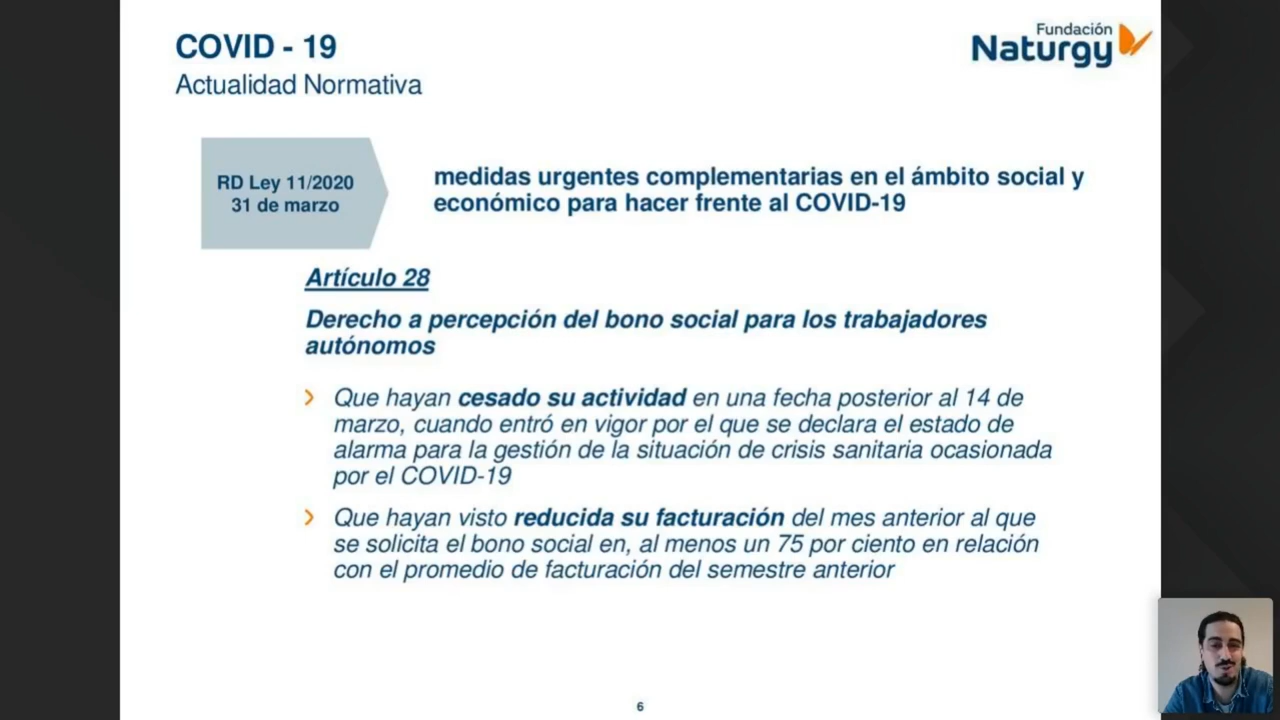 COVID - 19
Actualidad Normativa
Fundación
Naturgy
RD Ley 11/2020
31 de marzo
medidas urgentes complementarias en el ámbito social y
económico para hacer frente al COVID-19
Artículo 28
Derecho a percepción del bono social para los trabajadores
autónomos
Que hayan cesado su actividad en una fecha posterior al 14 de
marzo, cuando entró en vigor por el que se declara el estado de
alarma para la gestión de la situación de crisis sanitaria ocasionada
por el COVID-19
Que hayan visto reducida su facturación del mes anterior al que
se solicita el bono social en, al menos un 75 por ciento en relación
con el promedio de facturación del semestre anterior
6